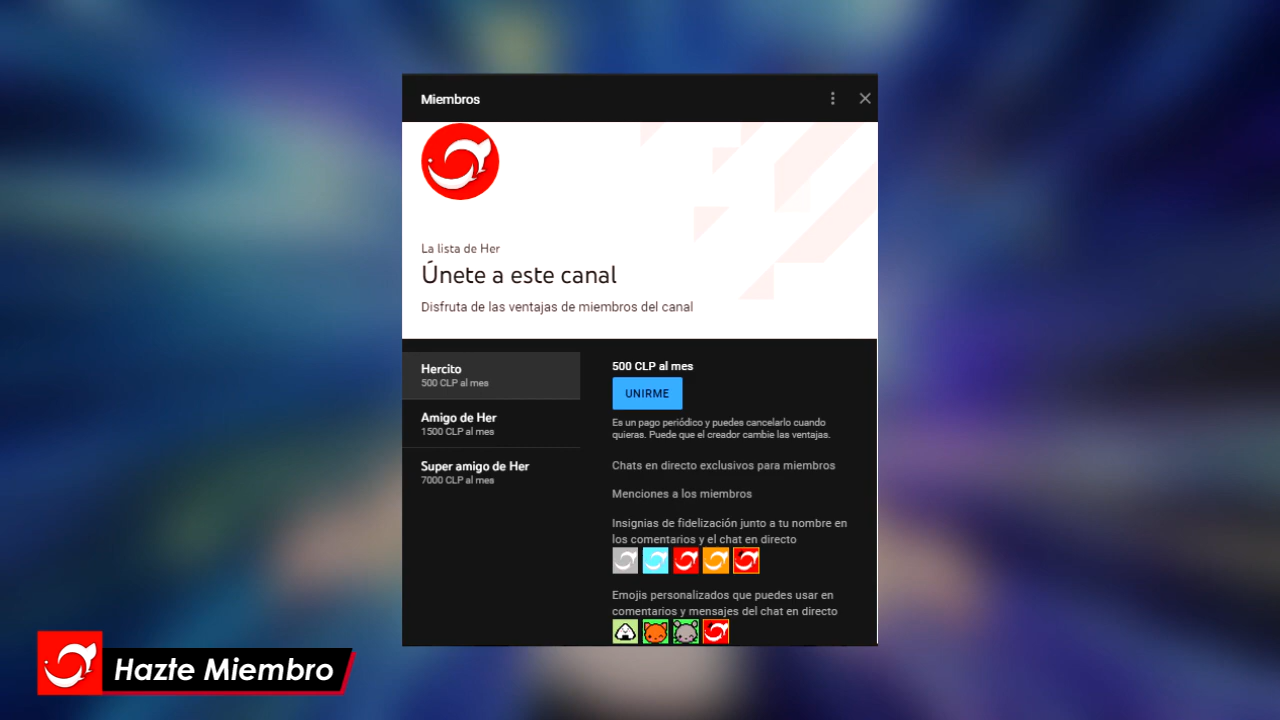 Miembros
La lista de Her
Únete a este canal
Disfruta de las ventajas de miembros del canal
Hercito
500 CLP al mes
Amigo de Her
1500 CLP al mes
Super amigo de Her
7000 CLP al mes
500 CLP al mes
UNIRME
Es un pago periódico y puedes cancelarlo cuando
quieras. Puede que el creador cambie las ventajas.
Chats en directo exclusivos para miembros
Menciones a los miembros
Insignias de fidelización junto a tu nombre en
los comentarios y el chat en directo
Emojis personalizados que puedes usar en
comentarios y mensajes del chat en directo
Hazte Miembro